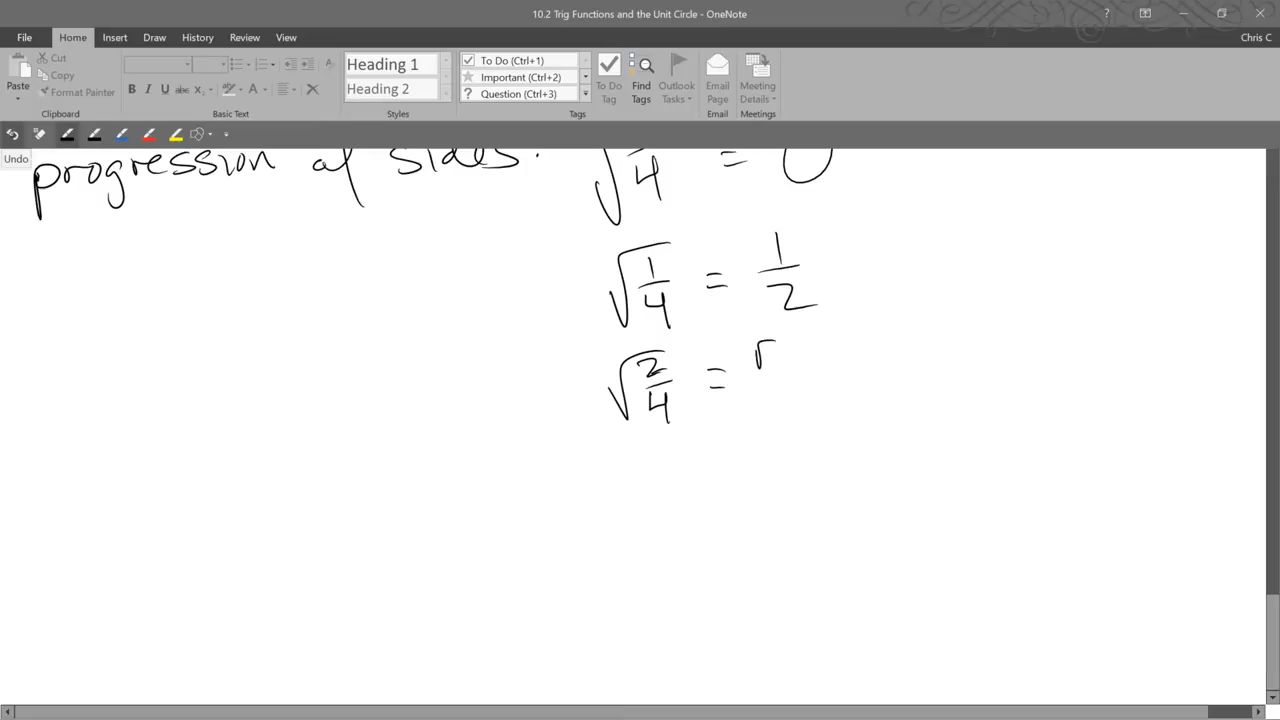 10.2 Trig Functions and the Unit Circle - OneNote
?
File Home Insert Draw History Review View
Chris C
Paste
Cut
Copy
Format Painter
Clipboard
B I U abc X₂ A
Basic Text
Heading 1
Heading 2
Styles
To Do (Ctrl+1)
Important (Ctrl+2)
Question (Ctrl+3)
To Do Tag
Find Tags
Outlook Tasks
Tags
Email Page
Email
Meeting Details
Meetings
Undo
progression of sides:
√(1/4) = 1/2
√(2/4) = √